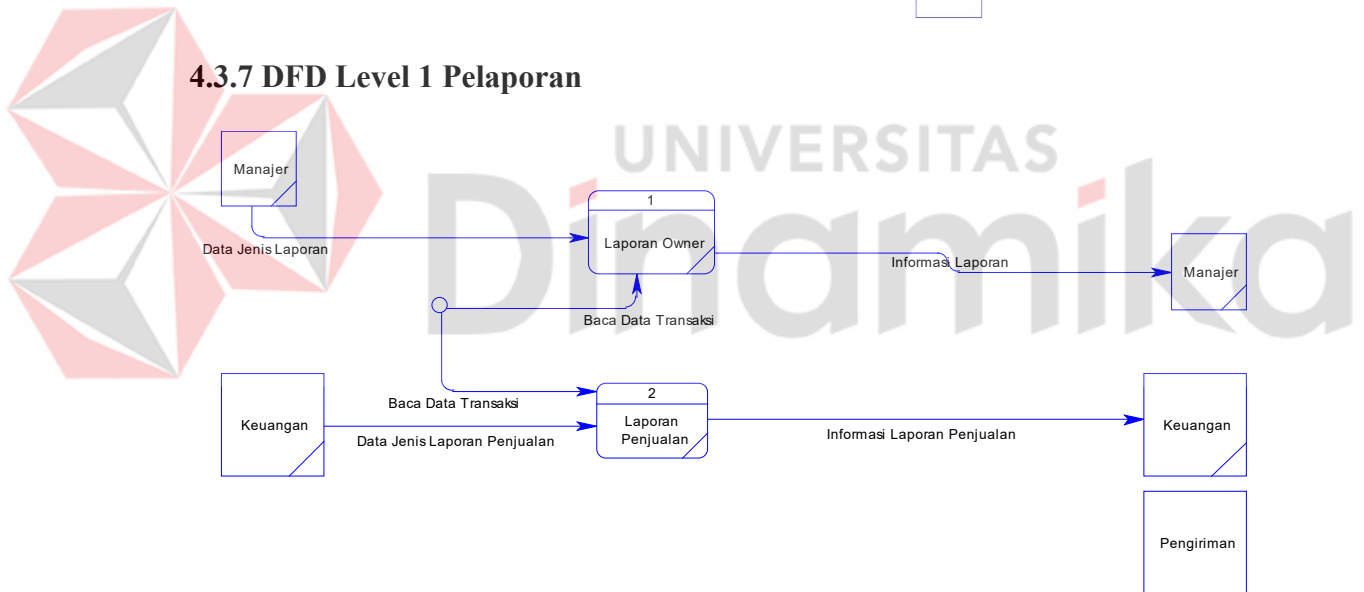 4.3.7 DFD Level 1 Pelaporan
UNIVERSITAS
Dinamika
Manajer
Data Jenis Laporan
1
Laporan Owner
Informasi Laporan
Manajer
Baca Data Transaksi
Baca Data Transaksi
Keuangan
Data Jenis Laporan Penjualan
2
Laporan
Penjualan
Informasi Laporan Penjualan
Keuangan
Pengiriman